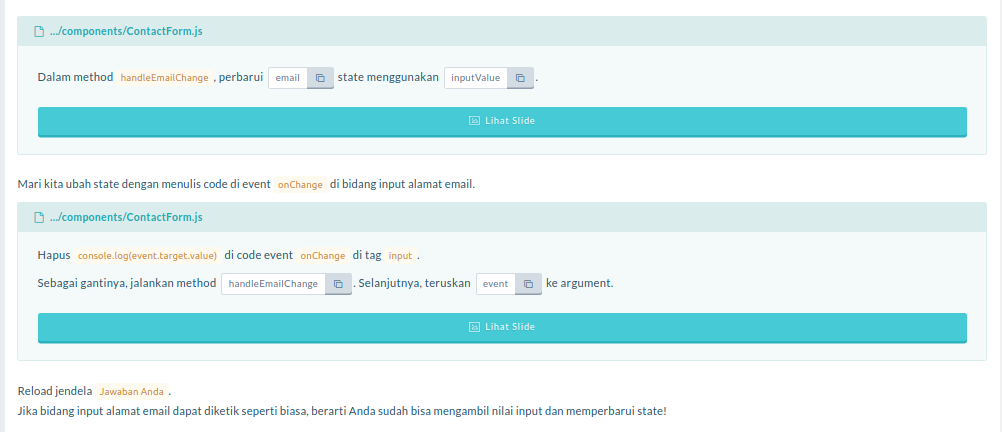 .../components/ContactForm.js
Dalam method handleEmailChange , perbarui email state menggunakan inputValue .
Lihat Slide
Mari kita ubah state dengan menulis code di event onChange di bidang input alamat email.
.../components/ContactForm.js
Hapus console.log(event.target.value) di code event onChange di tag input .
Sebagai gantinya, jalankan method handleEmailChange . Selanjutnya, teruskan event ke argument.
Lihat Slide
Reload jendela Jawaban Anda .
Jika bidang input alamat email dapat diketik seperti biasa, berarti Anda sudah bisa mengambil nilai input dan memperbarui state!